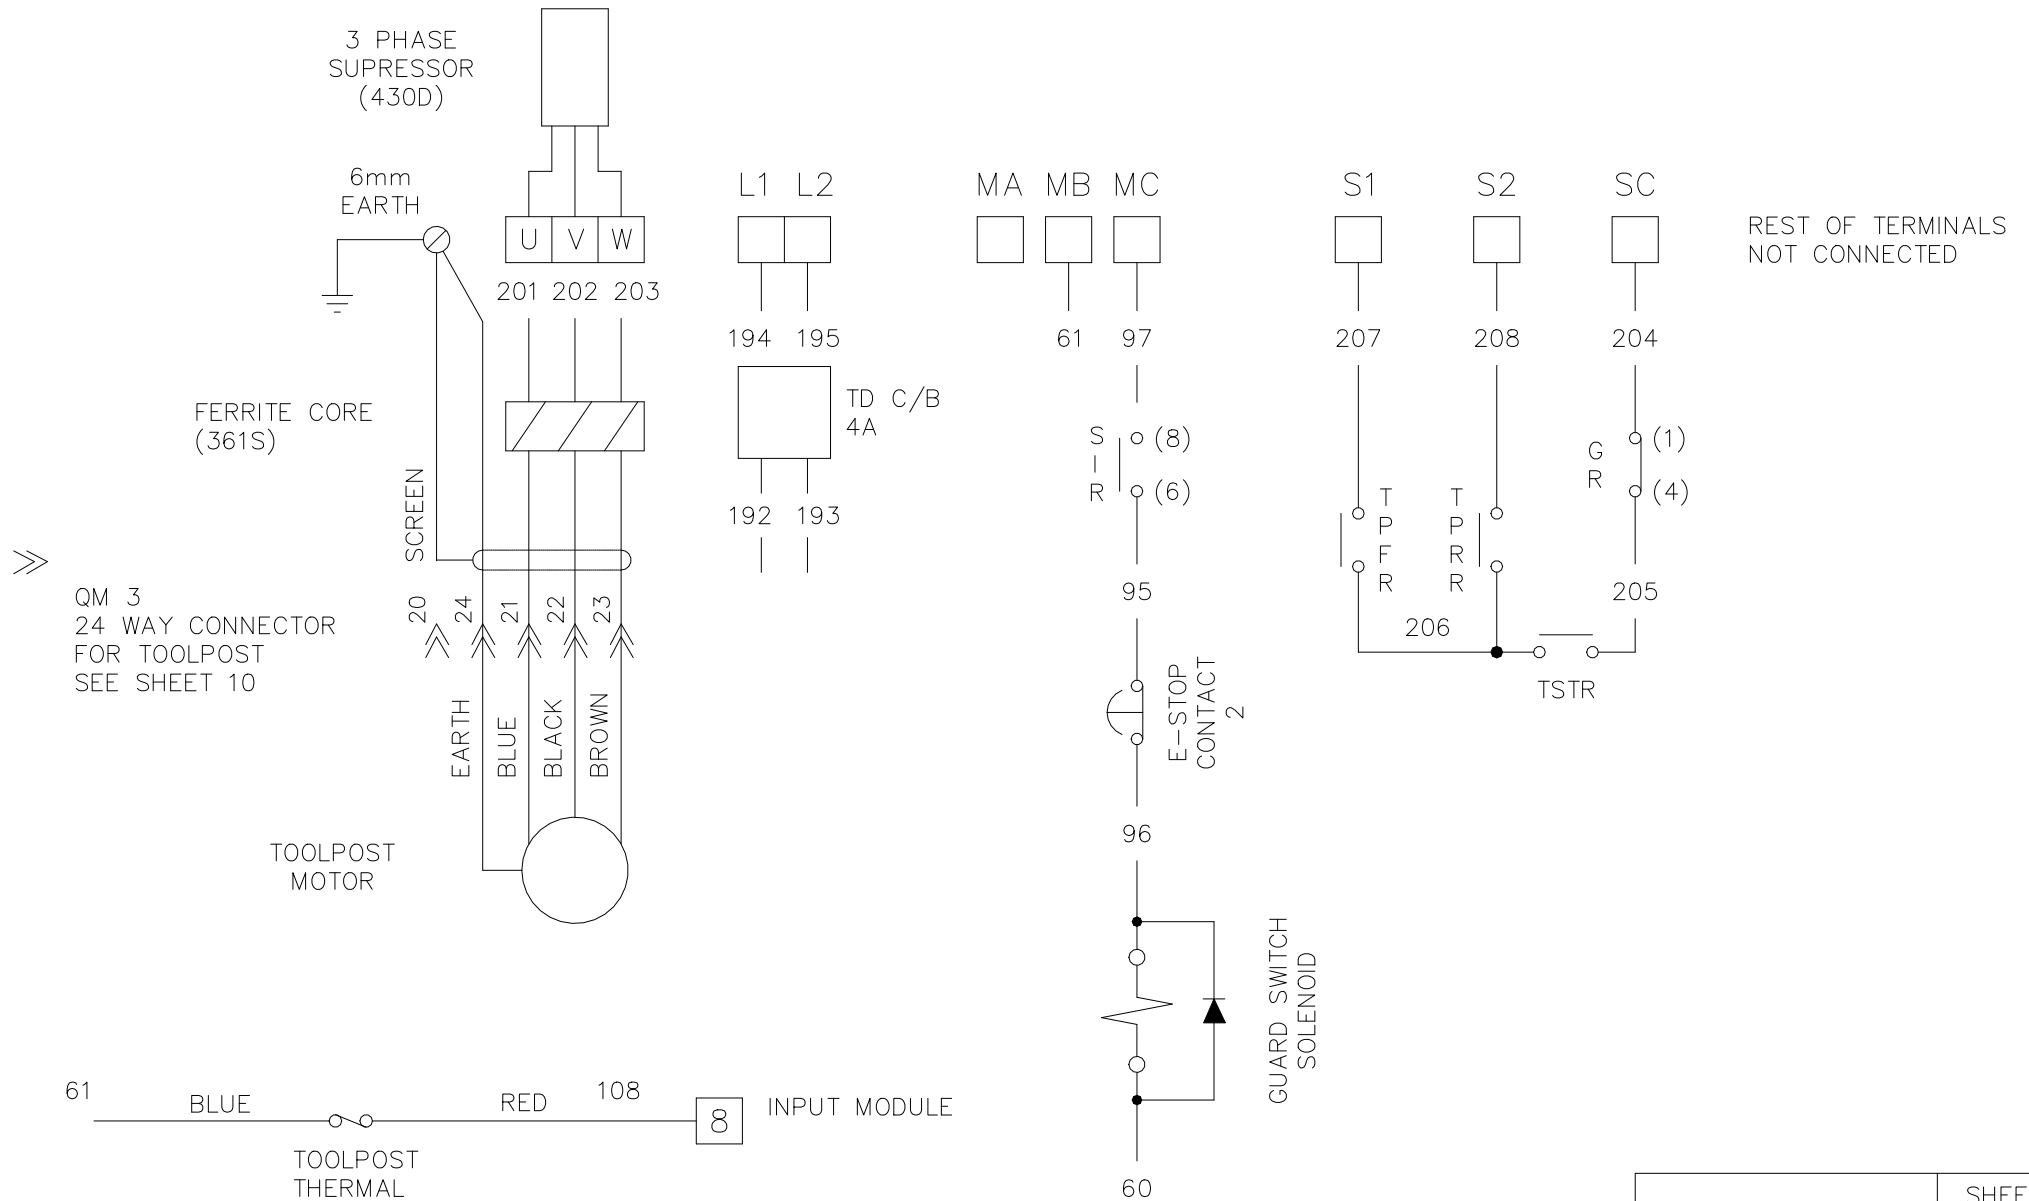 3 PHASE
SUPRESSOR
(430D)
6mm
EARTH
U V W
201 202 203
L1 L2
194 195
TD C/B
4A
192 193
MA MB MC
61 97
S-R
(8)
(6)
95
E-STOP
CONTACT
2
96
GUARD SWITCH
SOLENOID
60
S1 S2 SC
207 208 204
TPFR
TPRR
GR
(1)
(4)
205
206
TSTR
REST OF TERMINALS
NOT CONNECTED
FERRITE CORE
(361S)
SCREEN
QM 3
24 WAY CONNECTOR
FOR TOOLPOST
SEE SHEET 10
20 24 21 22 23
EARTH
BLUE
BLACK
BROWN
TOOLPOST
MOTOR
61
BLUE
RED
108
8
INPUT MODULE
TOOLPOST
THERMAL